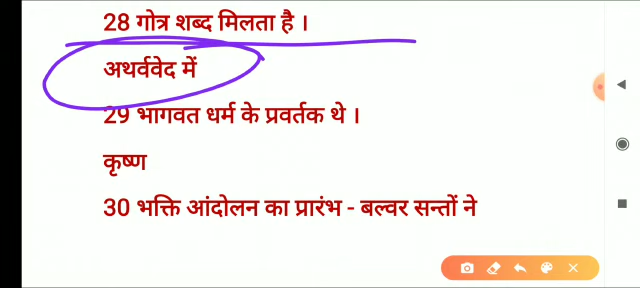 28 गोत्र शब्द मिलता है ।
अथर्ववेद में
29 भागवत धर्म के प्रवर्तक थे ।
कृष्ण
30 भक्ति आंदोलन का प्रारंभ - बल्वर सन्तों ने